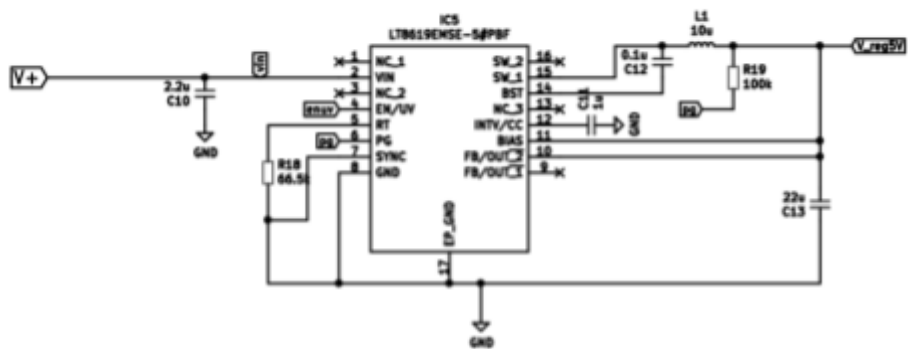 IC5
LT8619EMSE-5#PBF
L1
10u
V_reg5V
V+
vin
1 NC_1 SW_2 16
2 VIN SW_1 15
3 NC_2 BST 14
4 EN/UV NC_3 13
5 RT INTV/CC 12
6 PG BIAS 11
7 SYNC FB/OUT_2 10
8 GND FB/OUT_1 9
EP_GND
17
2.2u
C10
GND
enuv
pg
R18
66.5k
0.1u
C12
R19
100k
pg
C11
1u
GND
22u
C13
GND